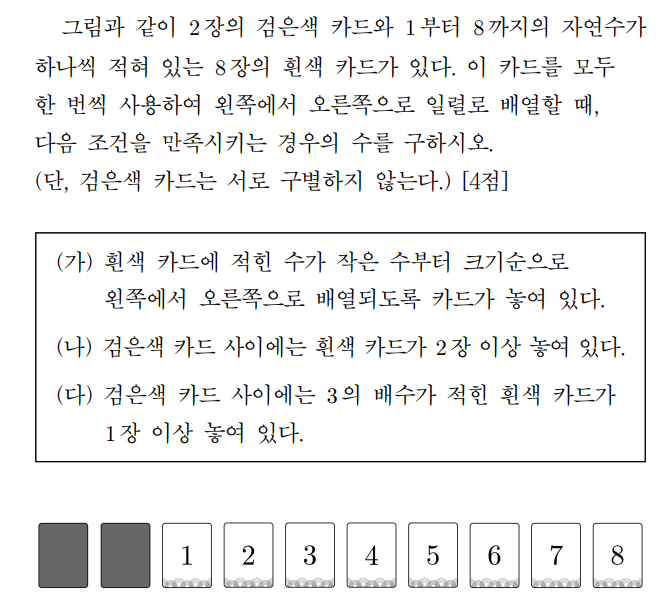 그림과 같이 2장의 검은색 카드와 1부터 8까지의 자연수가
하나씩 적혀 있는 8장의 흰색 카드가 있다. 이 카드를 모두
한 번씩 사용하여 왼쪽에서 오른쪽으로 일렬로 배열할 때,
다음 조건을 만족시키는 경우의 수를 구하시오.
(단, 검은색 카드는 서로 구별하지 않는다.) [4점]
(가) 흰색 카드에 적힌 수가 작은 수부터 크기순으로
왼쪽에서 오른쪽으로 배열되도록 카드가 놓여 있다.
(나) 검은색 카드 사이에는 흰색 카드가 2장 이상 놓여 있다.
(다) 검은색 카드 사이에는 3의 배수가 적힌 흰색 카드가
1장 이상 놓여 있다.
1 2 3 4 5 6 7 8